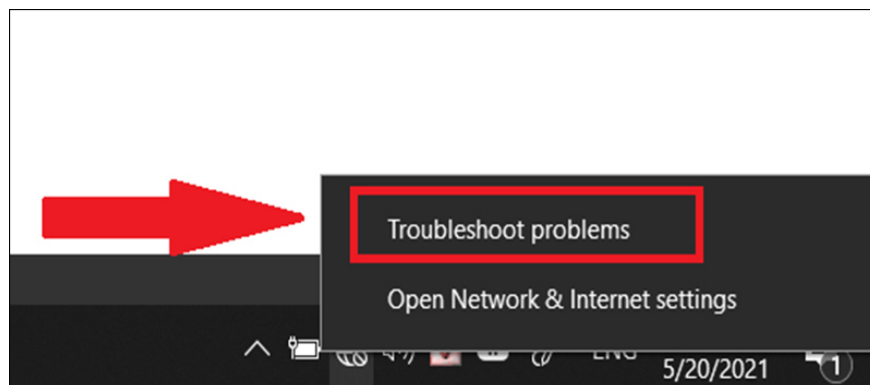 Troubleshoot problems
Open Network & Internet settings
ENG
5/20/2021
1